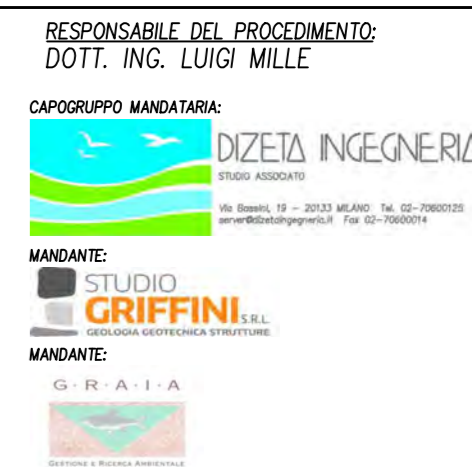 RESPONSABILE DEL PROCEDIMENTO:
DOTT. ING. LUIGI MILLE
CAPOGRUPPO MANDATARIA:
DIZETA INGEGNERIA
STUDIO ASSOCIATO
Via Bassini, 19 - 20133 MILANO Tel. 02-70600125
server@dizetaingegneria.it Fax 02-70600014
MANDANTE:
STUDIO
GRIFFINI S.R.L.
GEOLOGIA GEOTECNICA STRUTTURE
MANDANTE:
G·R·A·I·A
GESTIONE E RICERCA AMBIENTALE